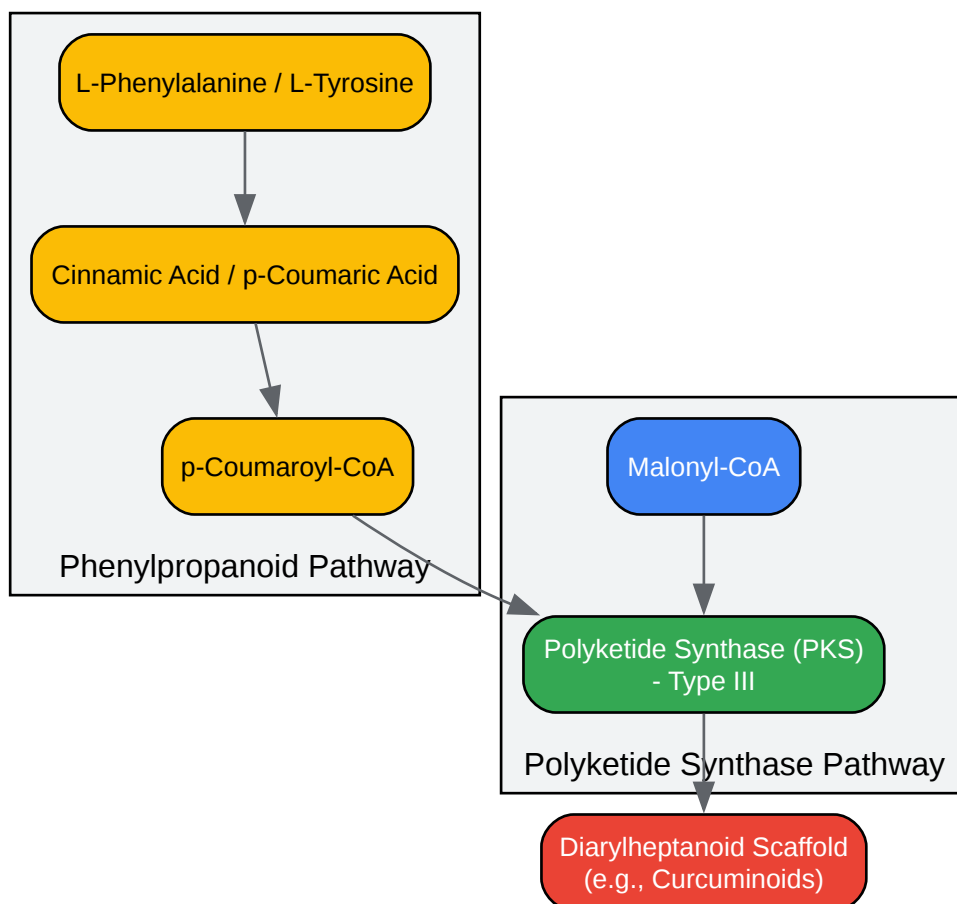 L-Phenylalanine / L-Tyrosine
Cinnamic Acid / p-Coumaric Acid
p-Coumaroyl-CoA
Phenylpropanoid Pathway
Malonyl-CoA
Polyketide Synthase (PKS)
- Type III
Polyketide Synthase Pathway
Diarylheptanoid Scaffold
(e.g., Curcuminoids)